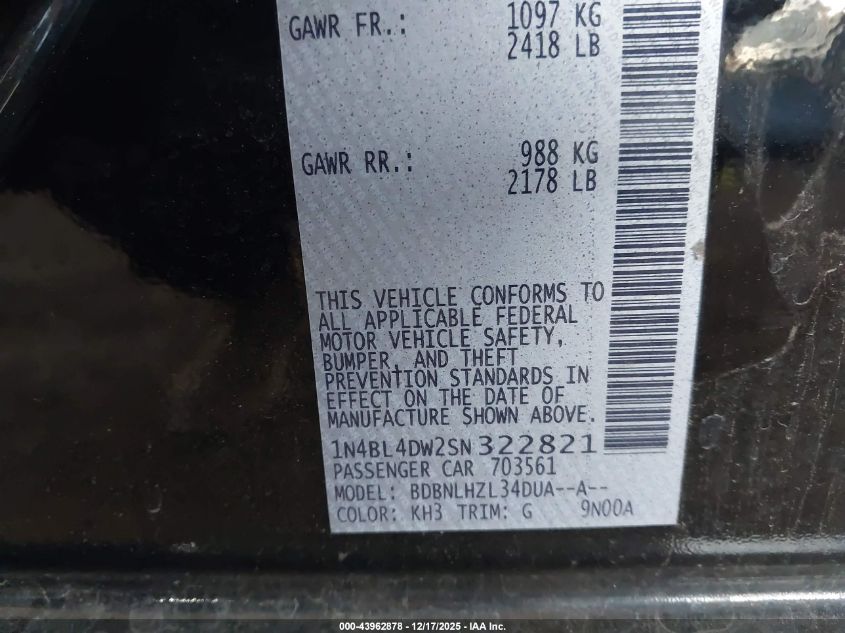 GAWR FR.: 1097 KG
2418 LB
GAWR RR.: 988 KG
2178 LB
THIS VEHICLE CONFORMS TO
ALL APPLICABLE FEDERAL
MOTOR VEHICLE SAFETY,
BUMPER, AND THEFT
PREVENTION STANDARDS IN
EFFECT ON THE DATE OF
MANUFACTURE SHOWN ABOVE.
1N4BL4DW2SN322821
PASSENGER CAR 703561
MODEL: BDBNLHZL34DUA--A--
COLOR: KH3 TRIM: G 9N00A
000-43962878 - 12/17/2025 - IAA Inc.